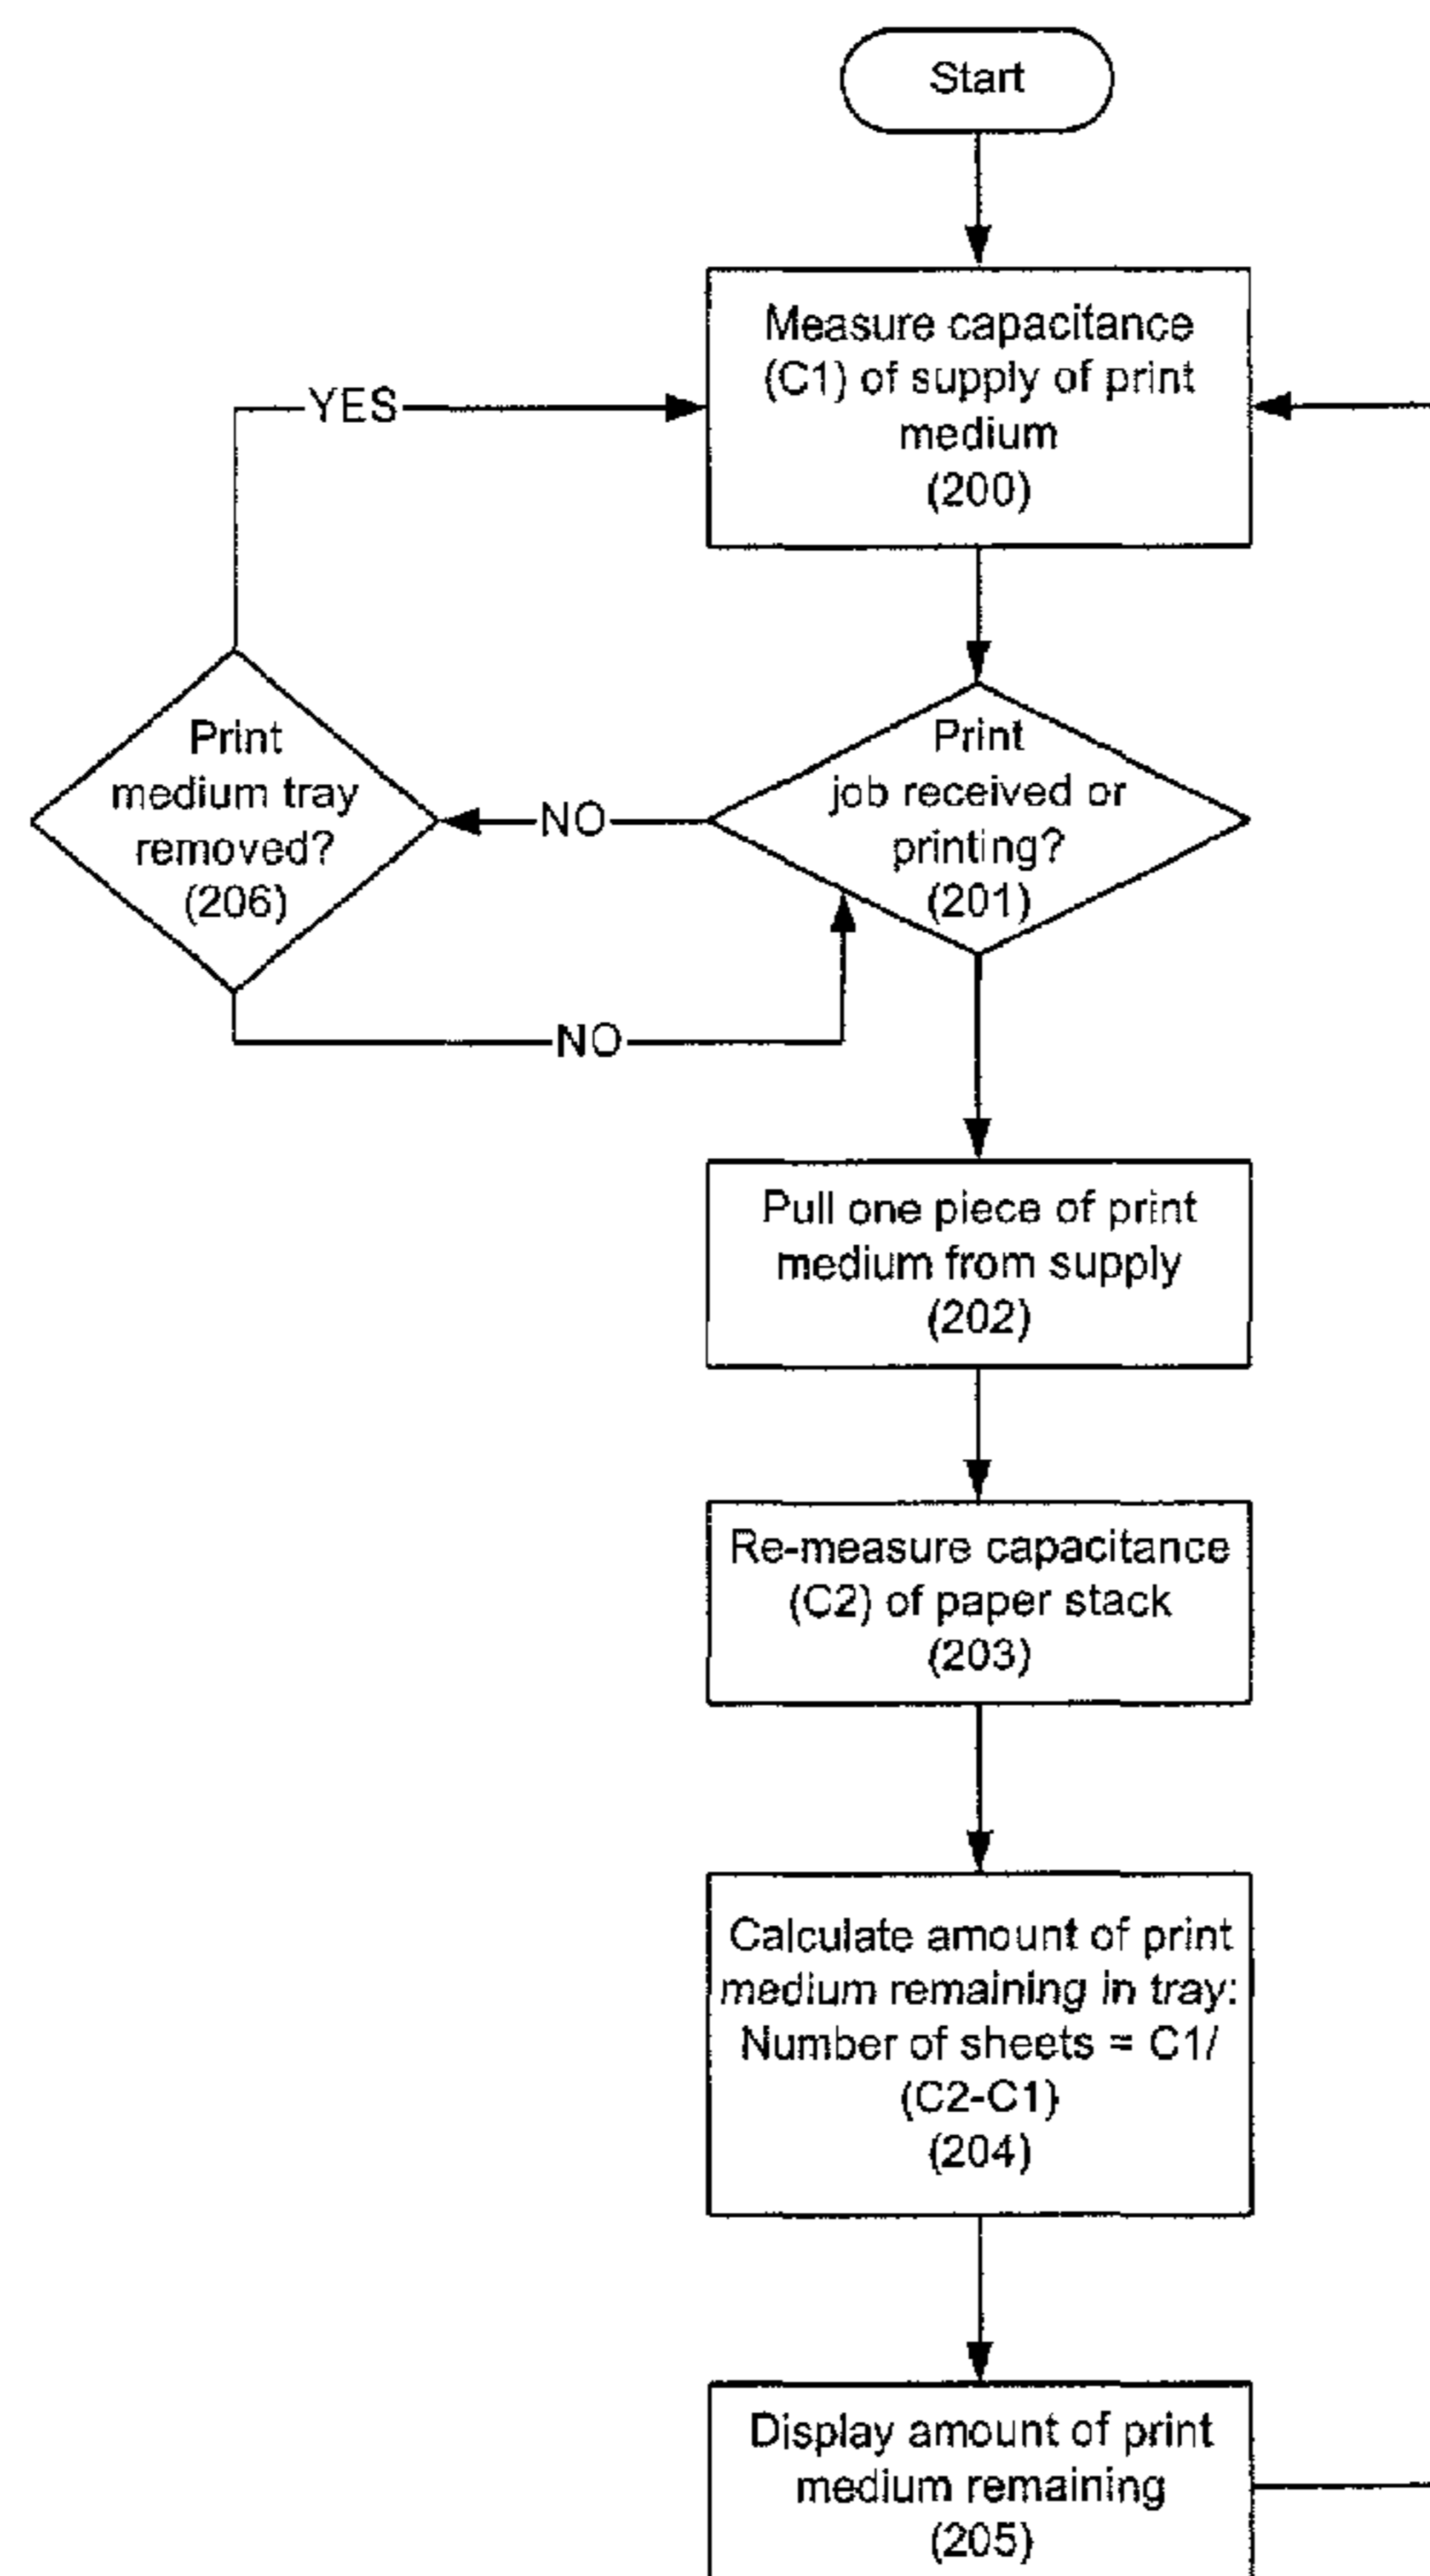 Start
Measure capacitance
(C1) of supply of print
medium
(200)
YES
Print
medium tray
removed?
(206)
NO
Print
job received or
printing?
(201)
NO
Pull one piece of print
medium from supply
(202)
Re-measure capacitance
(C2) of paper stack
(203)
Calculate amount of print
medium remaining in tray:
Number of sheets = C1/
(C2-C1)
(204)
Display amount of print
medium remaining
(205)